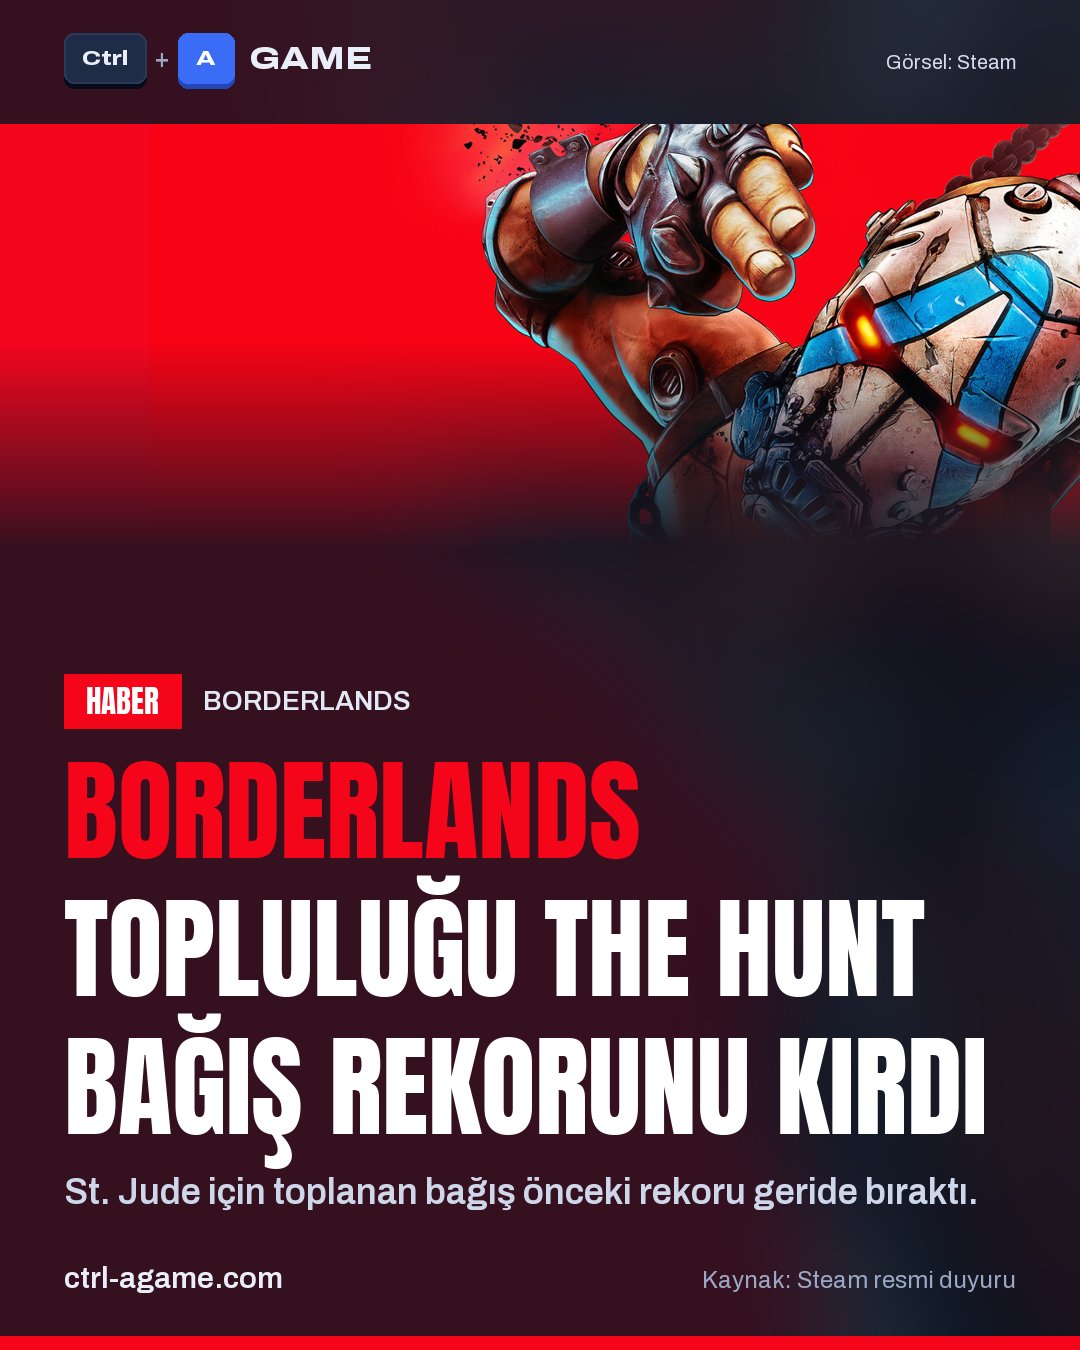 Ctrl + A GAME
Görsel: Steam
HABER BORDERLANDS
BORDERLANDS
TOPLULUĞU THE HUNT
BAĞIŞ REKORUNU KIRDI
St. Jude için toplanan bağış önceki rekoru geride bıraktı.
ctrl-agame.com
Kaynak: Steam resmi duyuru